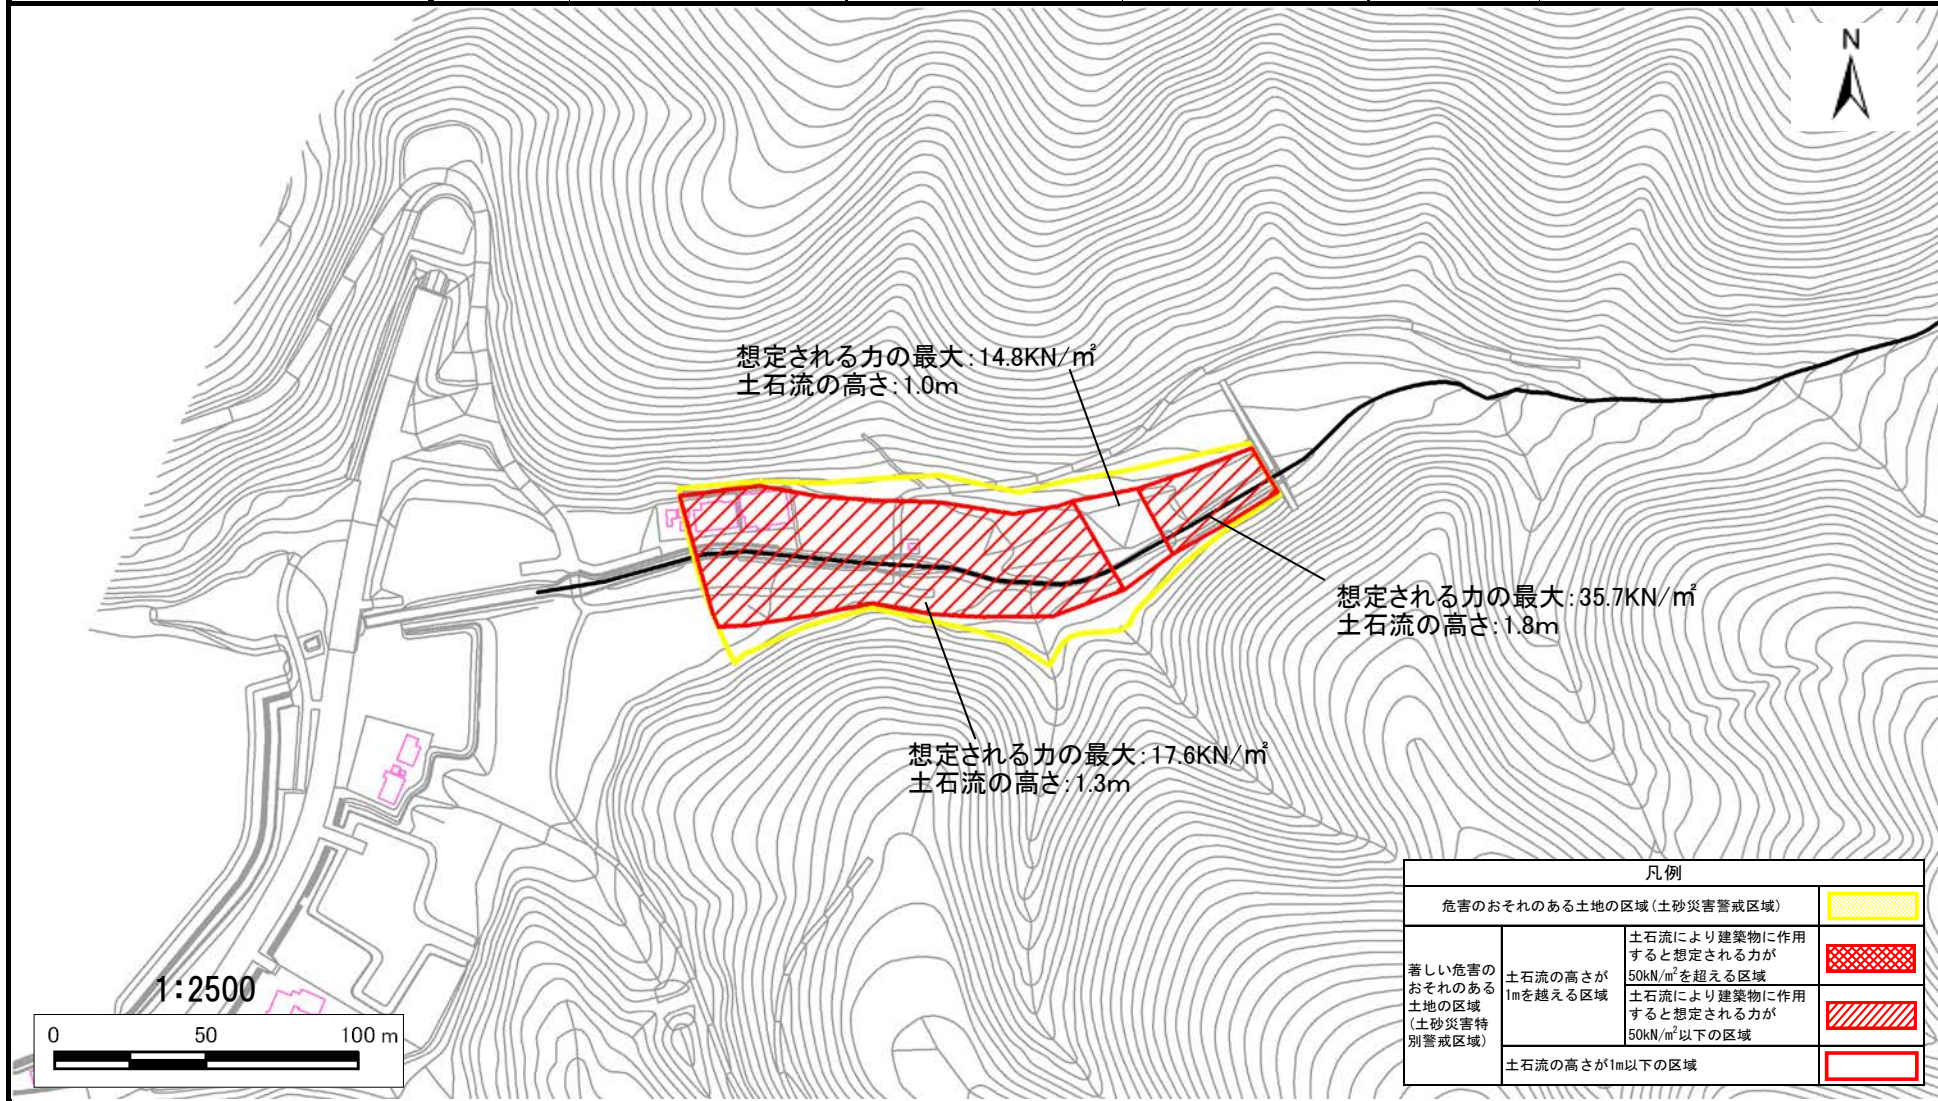 N
想定される力の最大:14.8KN/㎡
土石流の高さ:1.0m
想定される力の最大:35.7KN/㎡
土石流の高さ:1.8m
想定される力の最大:17.6KN/㎡
土石流の高さ:1.3m
1:2500
0 50 100 m
凡例
危害のおそれのある土地の区域(土砂災害警戒区域)
著しい危害の
おそれのある
土地の区域
(土砂災害特
別警戒区域)
土石流の高さが
1mを越える区域
土石流により建築物に作用
すると想定される力が
50kN/m²を超える区域
土石流により建築物に作用
すると想定される力が
50kN/m²以下の区域
土石流の高さが1m以下の区域